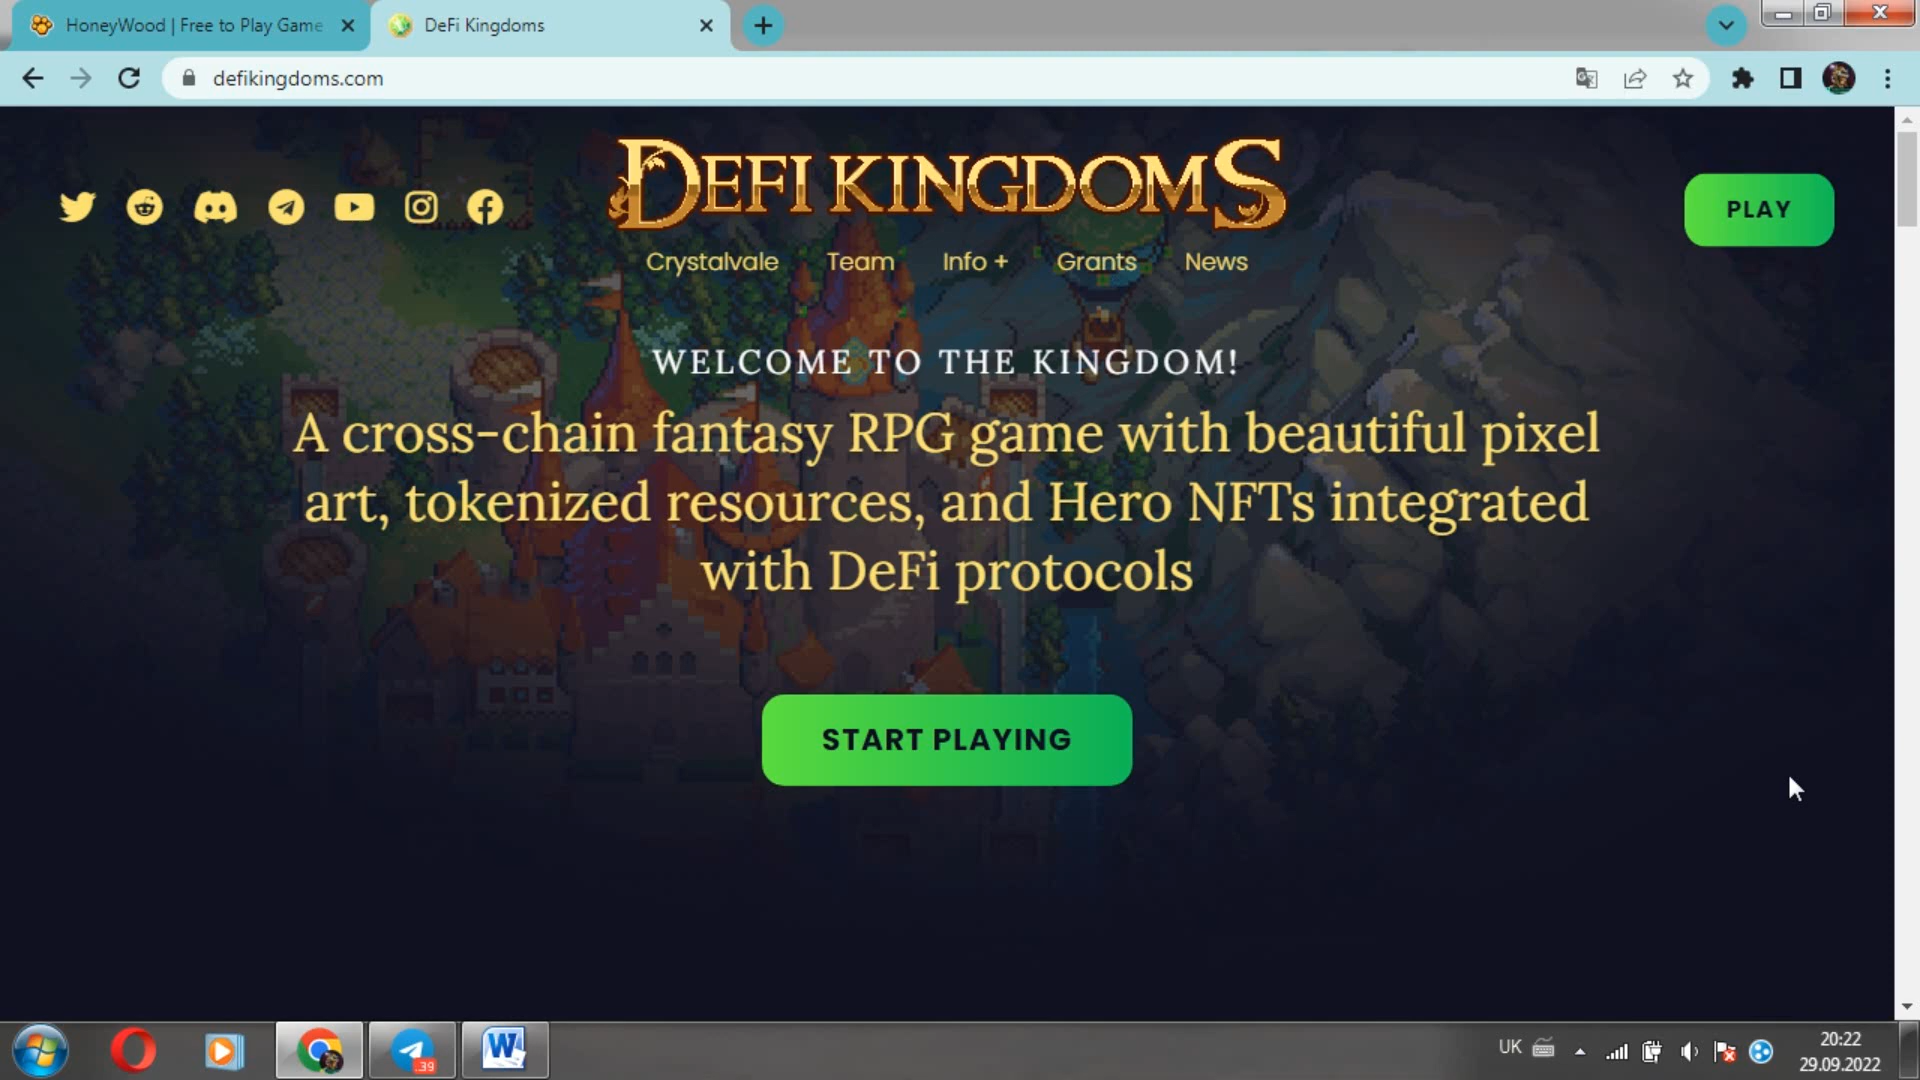 HoneyWood | Free to Play Game
DeFi Kingdoms
defikingdoms.com
DEFI KINGDOMS
PLAY
Crystalvale
Team
Info +
Grants
News
WELCOME TO THE KINGDOM!
A cross-chain fantasy RPG game with beautiful pixel
art, tokenized resources, and Hero NFTs integrated
with DeFi protocols
START PLAYING
W
.39
UK
20:22
29.09.2022